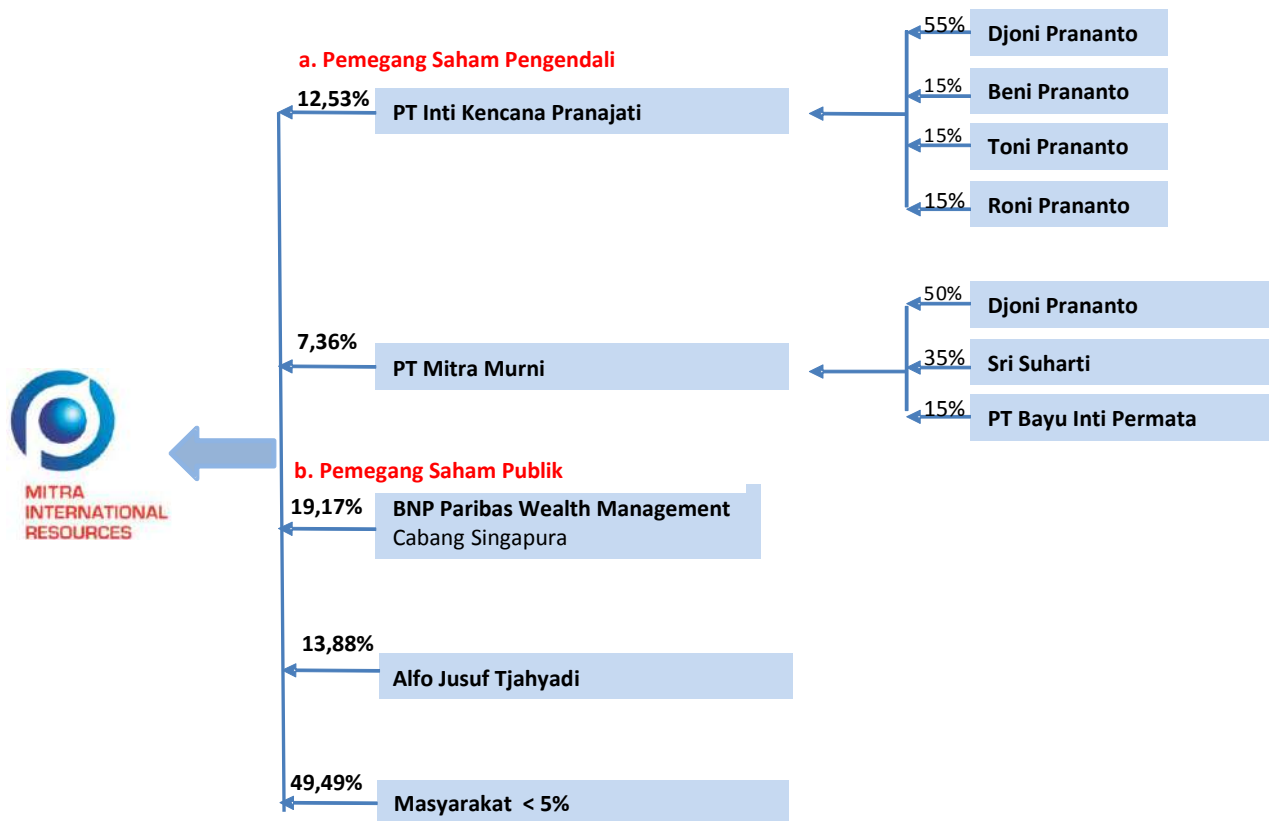 a. Pemegang Saham Pengendali
12,53%
PT Inti Kencana Pranajati
55%
Djoni Prananto
15%
Beni Prananto
15%
Toni Prananto
15%
Roni Prananto
7,36%
PT Mitra Murni
50%
Djoni Prananto
35%
Sri Suharti
15%
PT Bayu Inti Permata
MITRA
INTERNATIONAL
RESOURCES
b. Pemegang Saham Publik
19,17%
BNP Paribas Wealth Management
Cabang Singapura
13,88%
Alfo Jusuf Tjahyadi
49,49%
Masyarakat < 5%